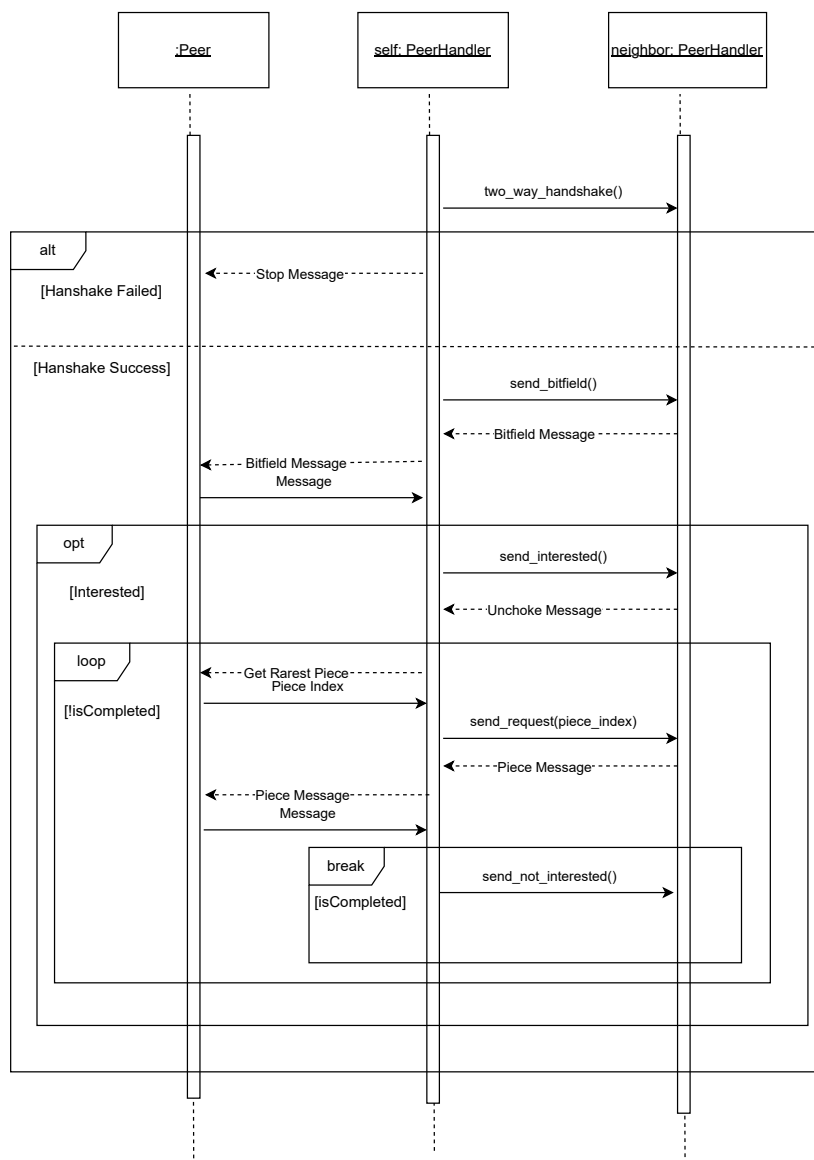 :Peer
self: PeerHandler
neighbor: PeerHandler
two_way_handshake()
alt
Stop Message
[Hanshake Failed]
[Hanshake Success]
send_bitfield()
Bitfield Message
Bitfield Message
Message
opt
send_interested()
[Interested]
Unchoke Message
loop
Get Rarest Piece
Piece Index
[!isCompleted]
send_request(piece_index)
Piece Message
Piece Message
Message
break
send_not_interested()
[isCompleted]